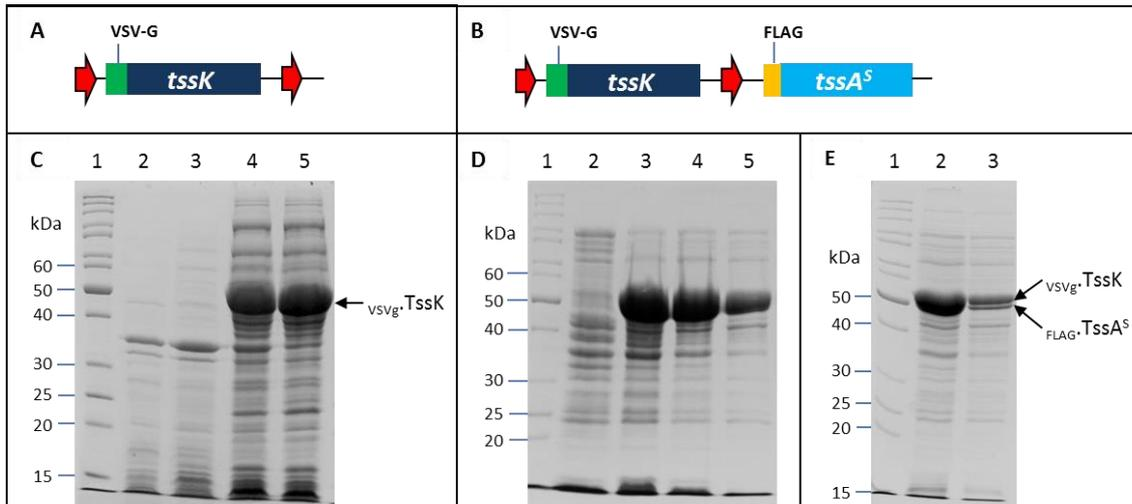 A
VSV-G
tssK
B
VSV-G
FLAG
tssK
tssA^S
C
1 2 3 4 5
kDa
60
50
40
30
25
20
15
VSVg.TssK
D
1 2 3 4 5
kDa
60
50
40
30
25
20
E
1 2 3
kDa
50
40
30
25
20
15
VSVg.TssK
FLAG.TssA^S